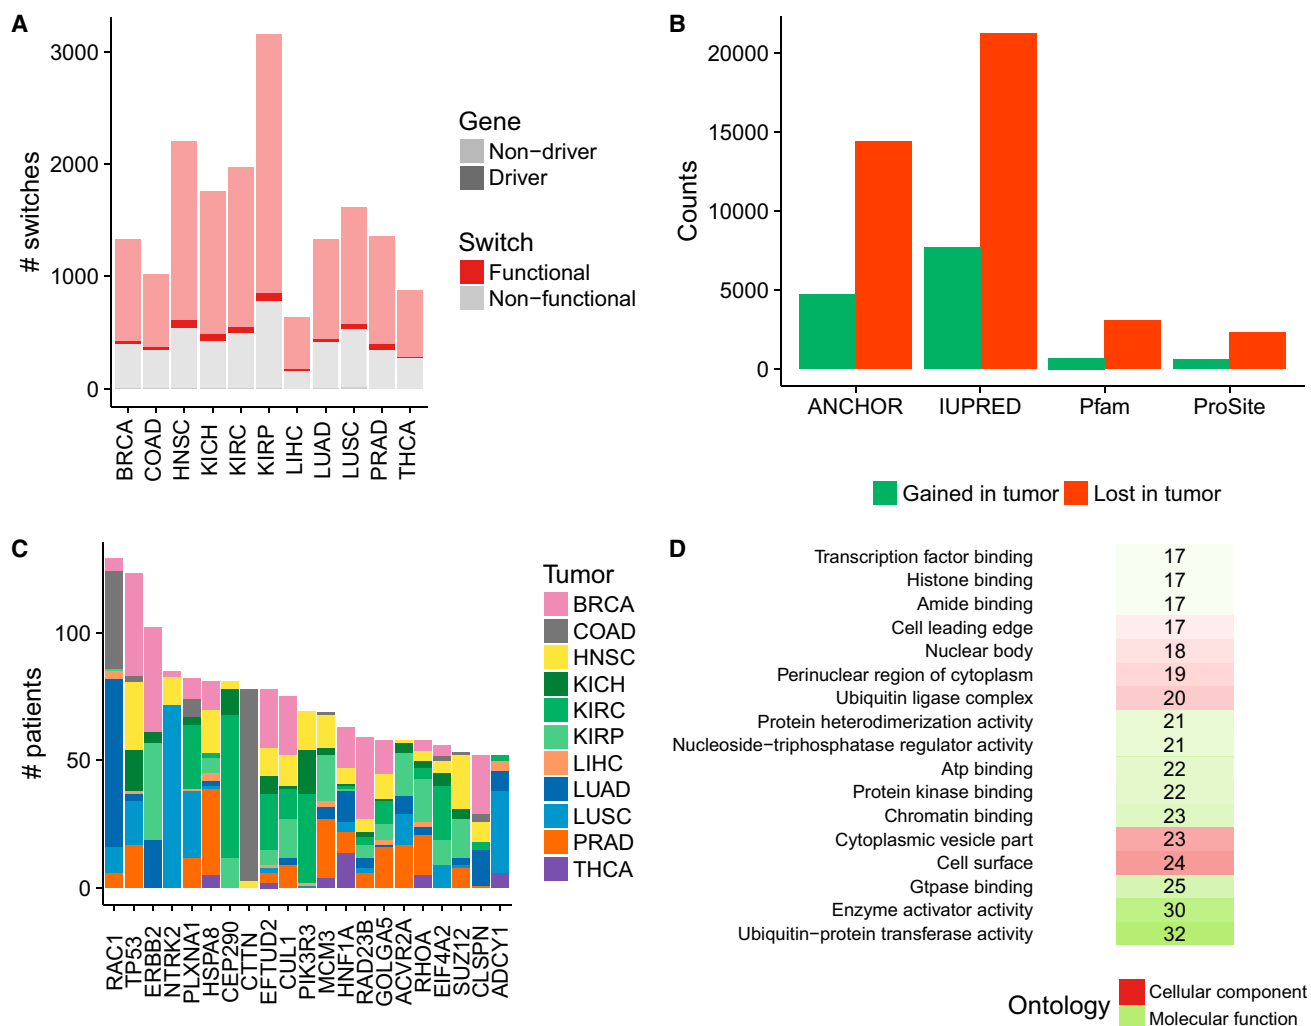 A
3000
2000
1000
0
# switches
BRCA
COAD
HNSC
KICH
KIRC
KIRP
LIHC
LUAD
LUSC
PRAD
THCA
Gene
Non−driver
Driver
Switch
Functional
Non−functional
B
20000
15000
10000
5000
0
Counts
ANCHOR
IUPRED
Pfam
ProSite
Gained in tumor
Lost in tumor
C
100
50
0
# patients
RAC1
TP53
ERBB2
NTRK2
PLXNA1
HSPA8
CEP290
CTTN
EFTUD2
CUL1
PIK3R3
MCM3
HNF1A
RAD23B
GOLGA5
ACVR2A
RHOA
EIF4A2
SUZ12
CLSPN
ADCY1
Tumor
BRCA
COAD
HNSC
KICH
KIRC
KIRP
LIHC
LUAD
LUSC
PRAD
THCA
D
Transcription factor binding 17
Histone binding 17
Amide binding 17
Cell leading edge 17
Nuclear body 18
Perinuclear region of cytoplasm 19
Ubiquitin ligase complex 20
Protein heterodimerization activity 21
Nucleoside−triphosphatase regulator activity 21
Atp binding 22
Protein kinase binding 22
Chromatin binding 23
Cytoplasmic vesicle part 23
Cell surface 24
Gtpase binding 25
Enzyme activator activity 30
Ubiquitin−protein transferase activity 32
Ontology
Cellular component
Molecular function